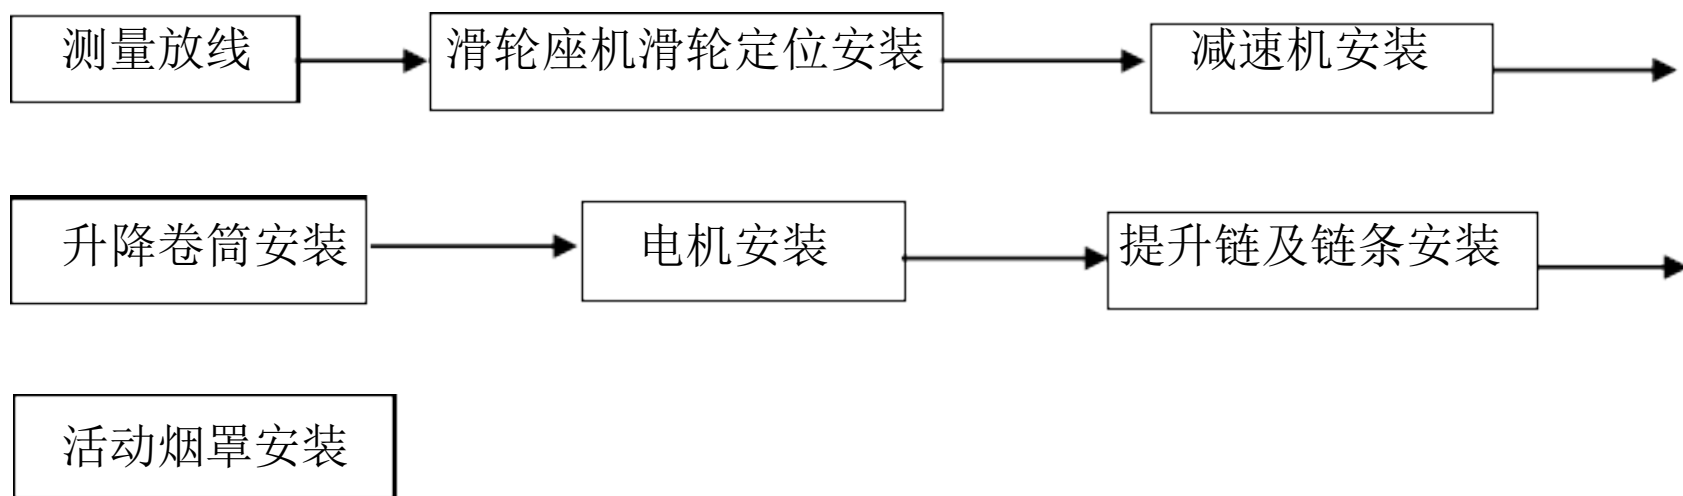 测量放线
滑轮座机滑轮定位安装
减速机安装
升降卷筒安装
电机安装
提升链及链条安装
活动烟罩安装